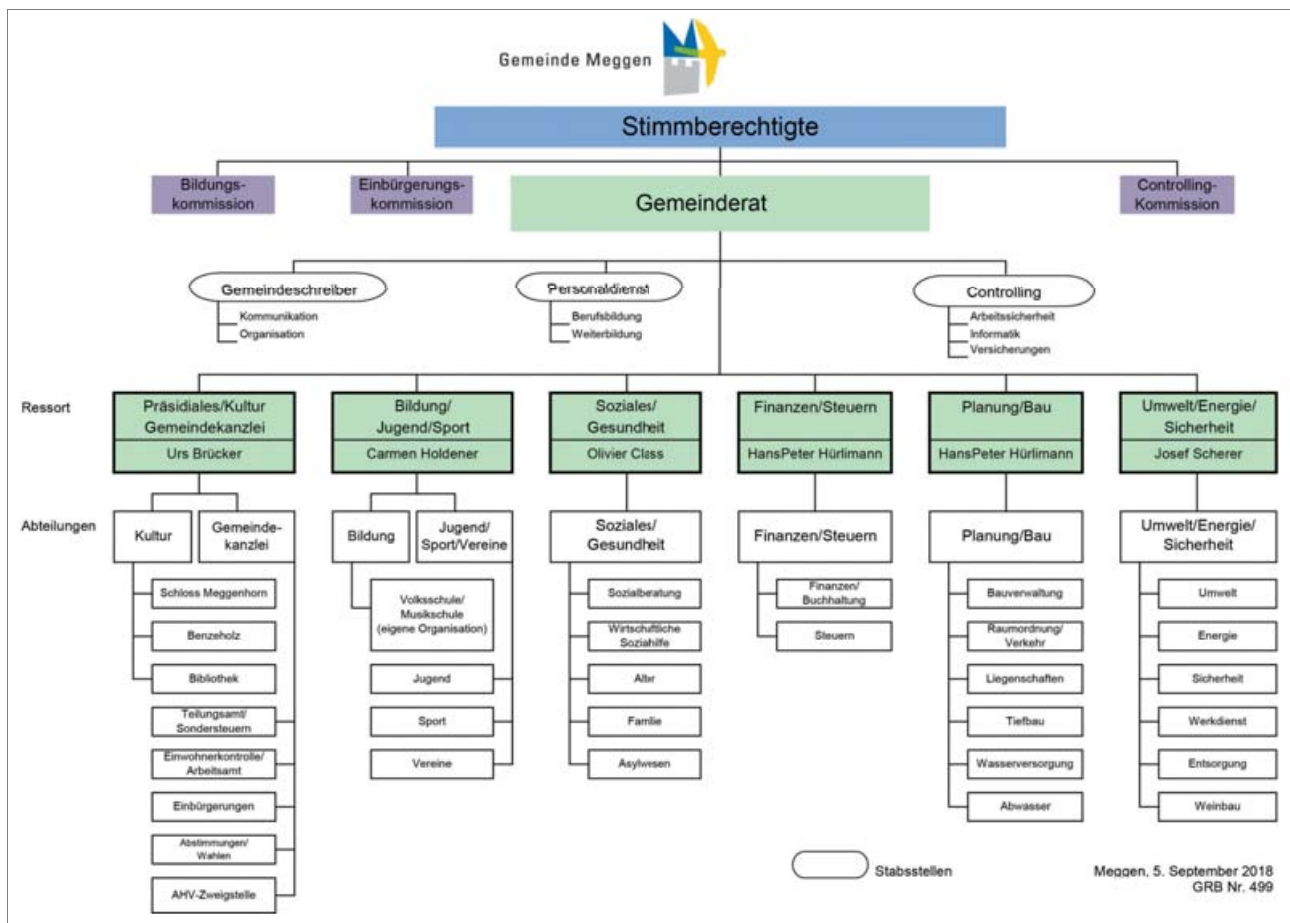 Gemeinde Meggen
Stimmberechtigte
Bildungs-
kommission
Einbürgerungs-
kommission
Gemeinderat
Controlling-
Kommission
Gemeindeschreiber
Kommunikation
Organisation
Personaldienst
Berufsbildung
Weiterbildung
Controlling
Arbeitssicherheit
Informatik
Versicherungen
Ressort
Präsidiales/Kultur
Gemeindekanzlei
Urs Brücker
Bildung/
Jugend/Sport
Carmen Holdener
Soziales/
Gesundheit
Olivier Class
Finanzen/Steuern
HansPeter Hürlimann
Planung/Bau
HansPeter Hürlimann
Umwelt/Energie/
Sicherheit
Josef Scherer
Abteilungen
Kultur
Gemeinde-
kanzlei
Bildung
Jugend/
Sport/Vereine
Soziales/
Gesundheit
Finanzen/Steuern
Planung/Bau
Umwelt/Energie/
Sicherheit
Schloss Meggenhorn
Benzeholz
Bibliothek
Teilungsamt/
Sondersteuern
Einwohnerkontrolle/
Arbeitsamt
Einbürgerungen
Abstimmungen/
Wahlen
AHV-Zweigstelle
Volksschule/
Musikschule
(eigene Organisation)
Jugend
Sport
Vereine
Sozialberatung
Wirtschaftliche
Soziahilfe
Alter
Familie
Asylwesen
Finanzen/
Buchhaltung
Steuern
Bauverwaltung
Raumordnung/
Verkehr
Liegenschaften
Tiefbau
Wasserversorgung
Abwasser
Umwelt
Energie
Sicherheit
Werkdienst
Entsorgung
Weinbau
Stabsstellen
Meggen, 5. September 2018
GRB Nr. 499